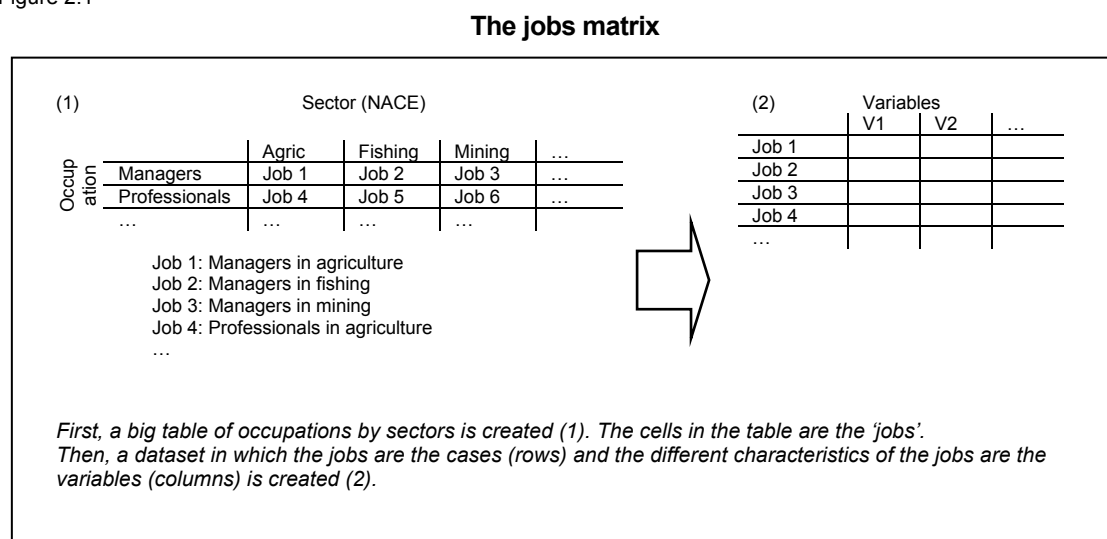 Figure 2.1
The jobs matrix
(1) Sector (NACE)
Occup
ation
Agric Fishing Mining …
Managers Job 1 Job 2 Job 3 …
Professionals Job 4 Job 5 Job 6 …
… … … …
Job 1: Managers in agriculture
Job 2: Managers in fishing
Job 3: Managers in mining
Job 4: Professionals in agriculture
…
(2) Variables
V1 V2 …
Job 1
Job 2
Job 3
Job 4
…
First, a big table of occupations by sectors is created (1). The cells in the table are the ‘jobs’.
Then, a dataset in which the jobs are the cases (rows) and the different characteristics of the jobs are the
variables (columns) is created (2).